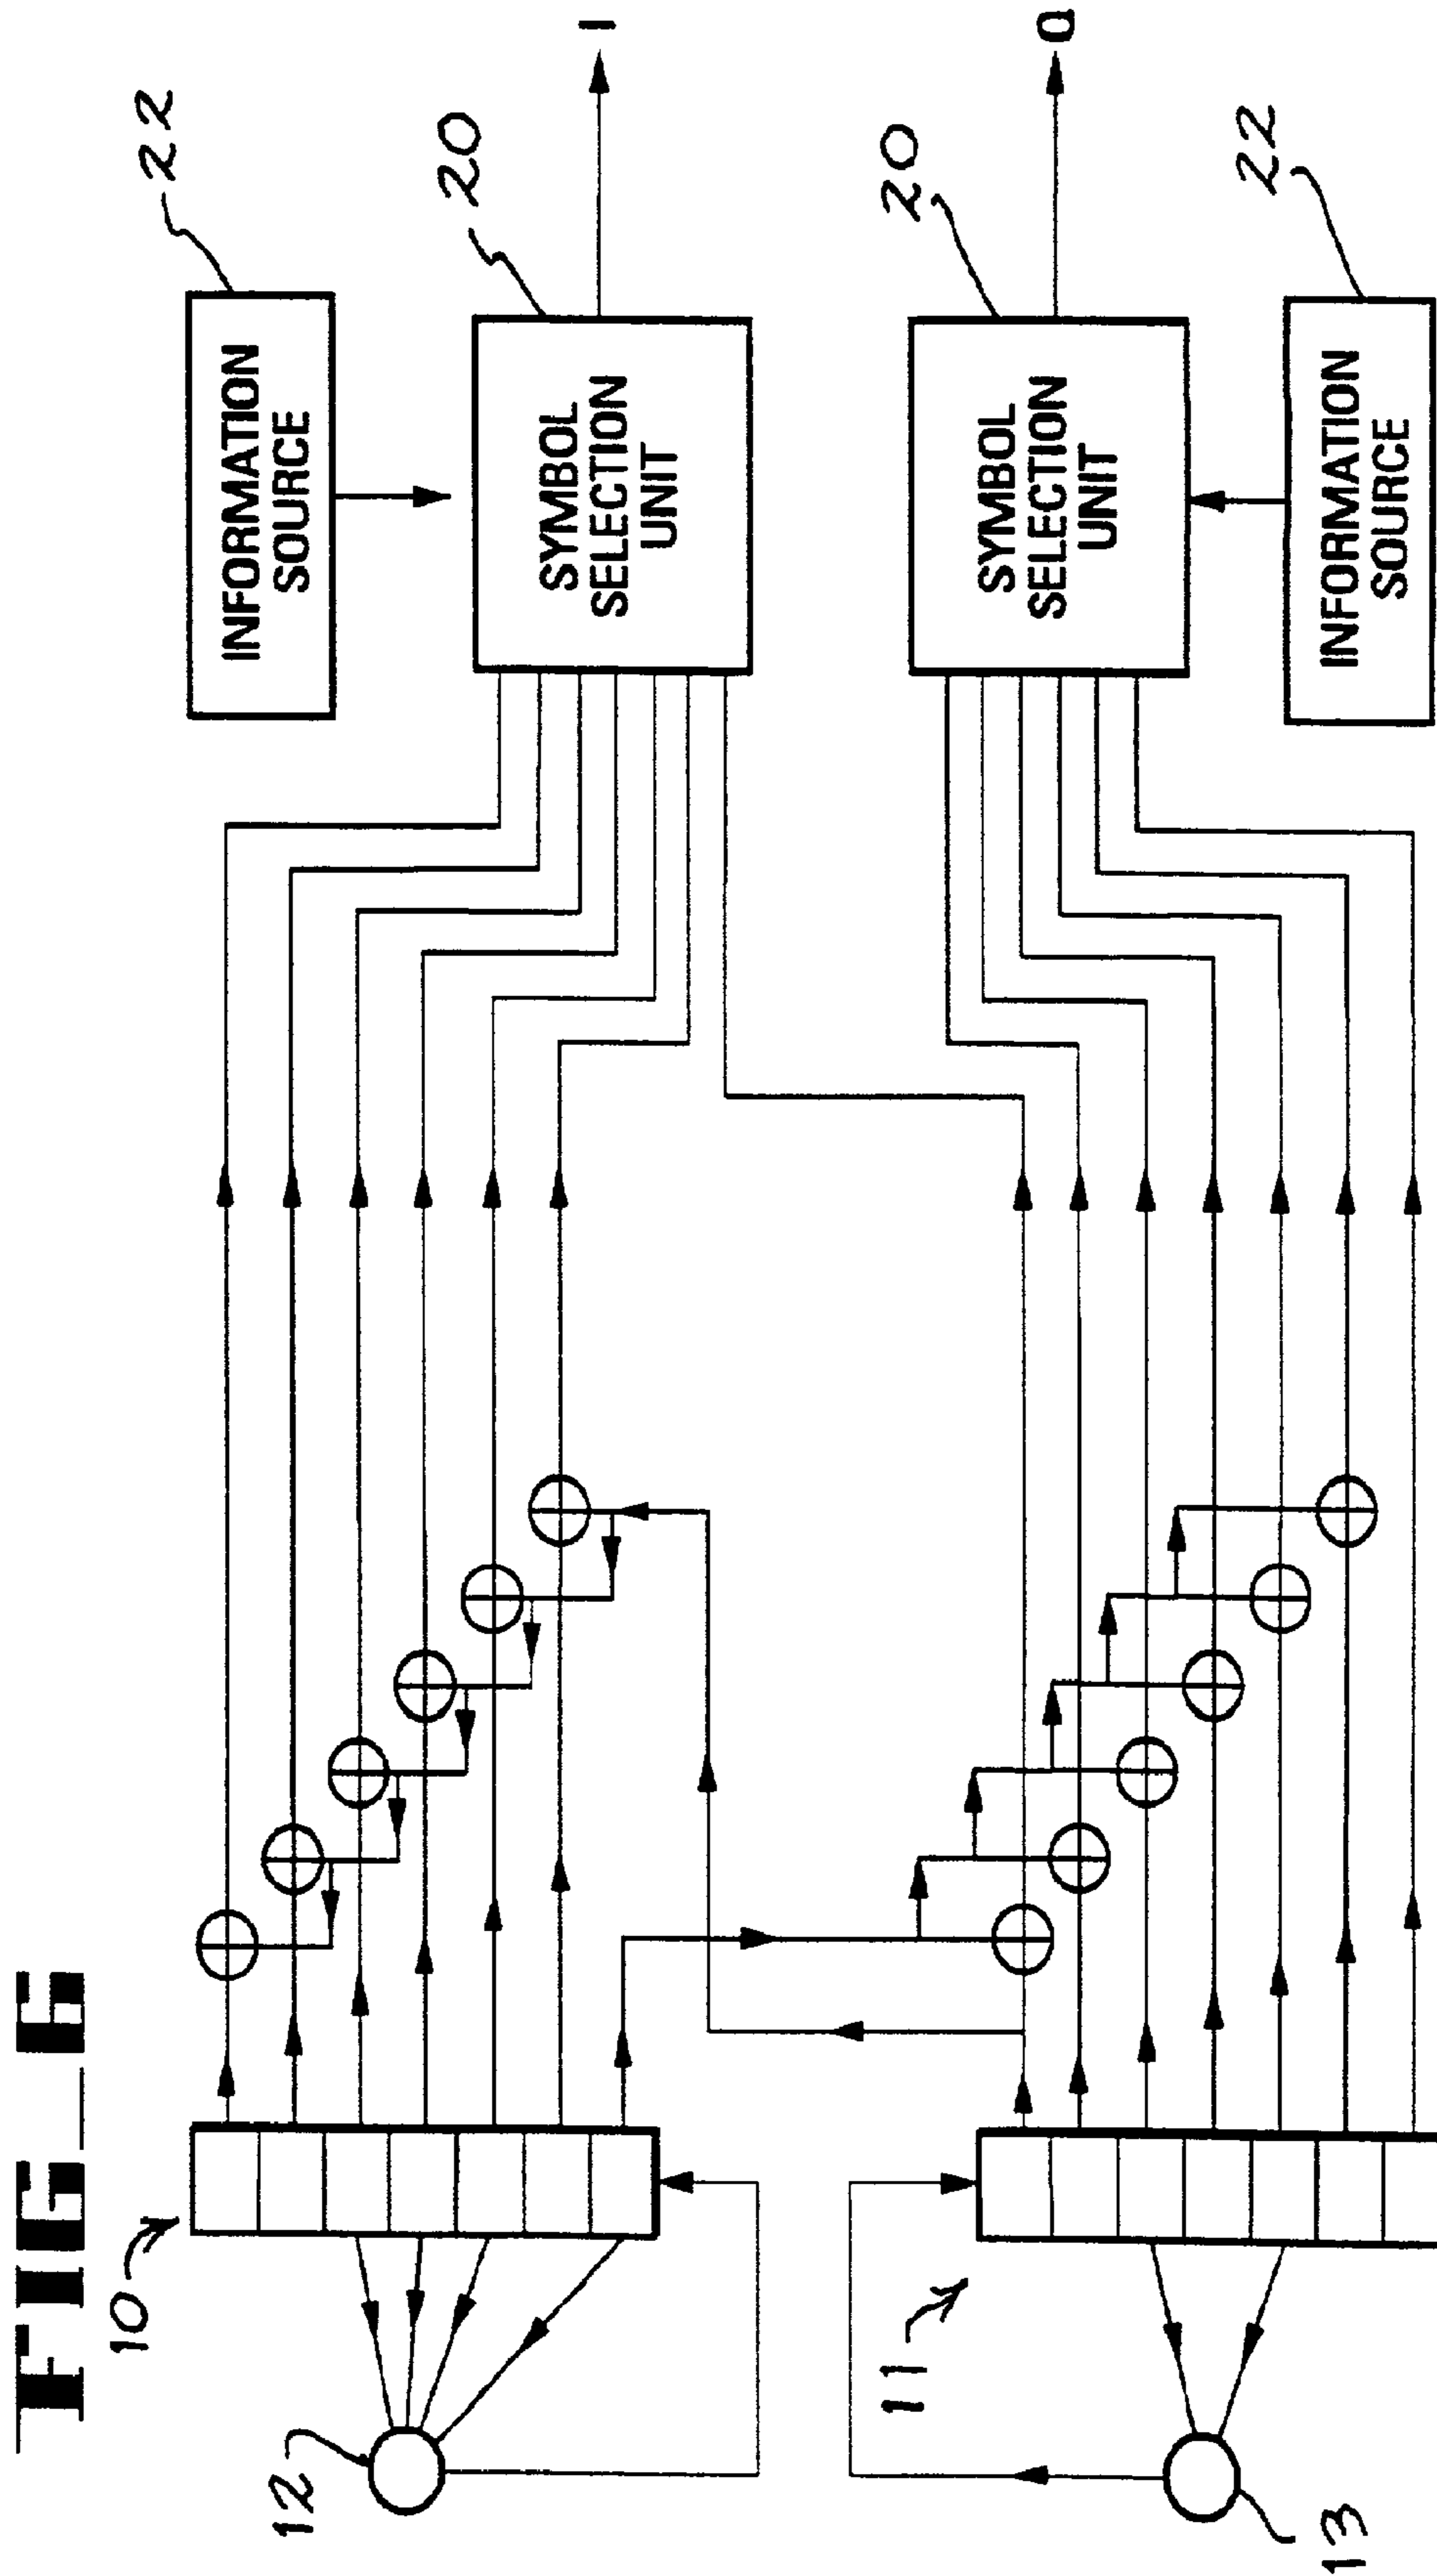 FIG_6
22
INFORMATION
SOURCE
10
20
SYMBOL
SELECTION
UNIT
I
12
20
SYMBOL
SELECTION
UNIT
Q
11
22
INFORMATION
SOURCE
13